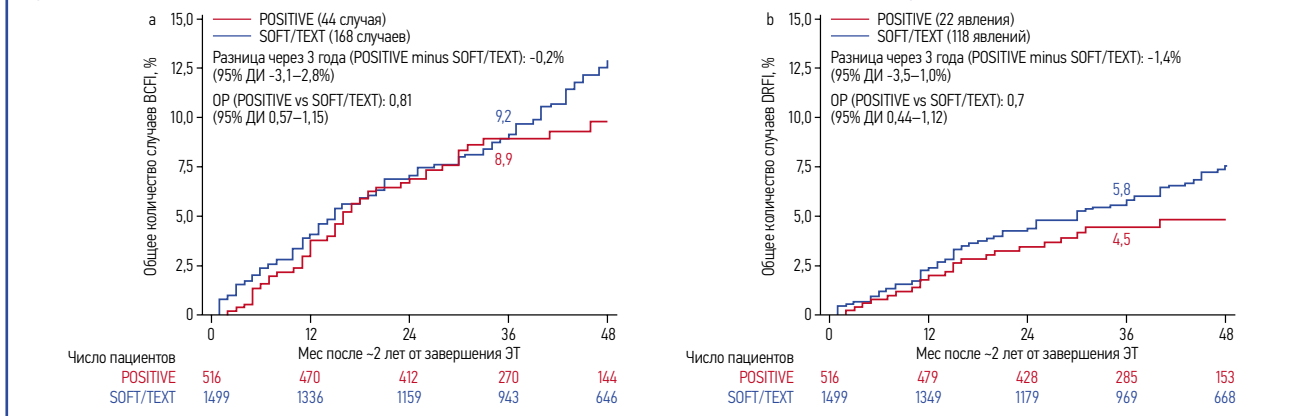 a
15,0
POSITIVE (44 случая)
SOFT/TEXT (168 случаев)
Разница через 3 года (POSITIVE minus SOFT/TEXT): -0,2%
(95% ДИ -3,1–2,8%)
ОР (POSITIVE vs SOFT/TEXT): 0,81
(95% ДИ 0,57–1,15)
12,5
10,0
7,5
5,0
2,5
0
Общее количество случаев BCFI, %
9,2
8,9
0 12 24 36 48
Мес после ~2 лет от завершения ЭТ
Число пациентов
POSITIVE 516 470 412 270 144
SOFT/TEXT 1499 1336 1159 943 646
b
15,0
POSITIVE (22 явления)
SOFT/TEXT (118 явлений)
Разница через 3 года (POSITIVE minus SOFT/TEXT): -1,4%
(95% ДИ -3,5–1,0%)
ОР (POSITIVE vs SOFT/TEXT): 0,7
(95% ДИ 0,44–1,12)
12,5
10,0
7,5
5,0
2,5
0
Общее количество случаев DRFI, %
5,8
4,5
0 12 24 36 48
Мес после ~2 лет от завершения ЭТ
Число пациентов
POSITIVE 516 479 428 285 153
SOFT/TEXT 1499 1349 1179 969 668